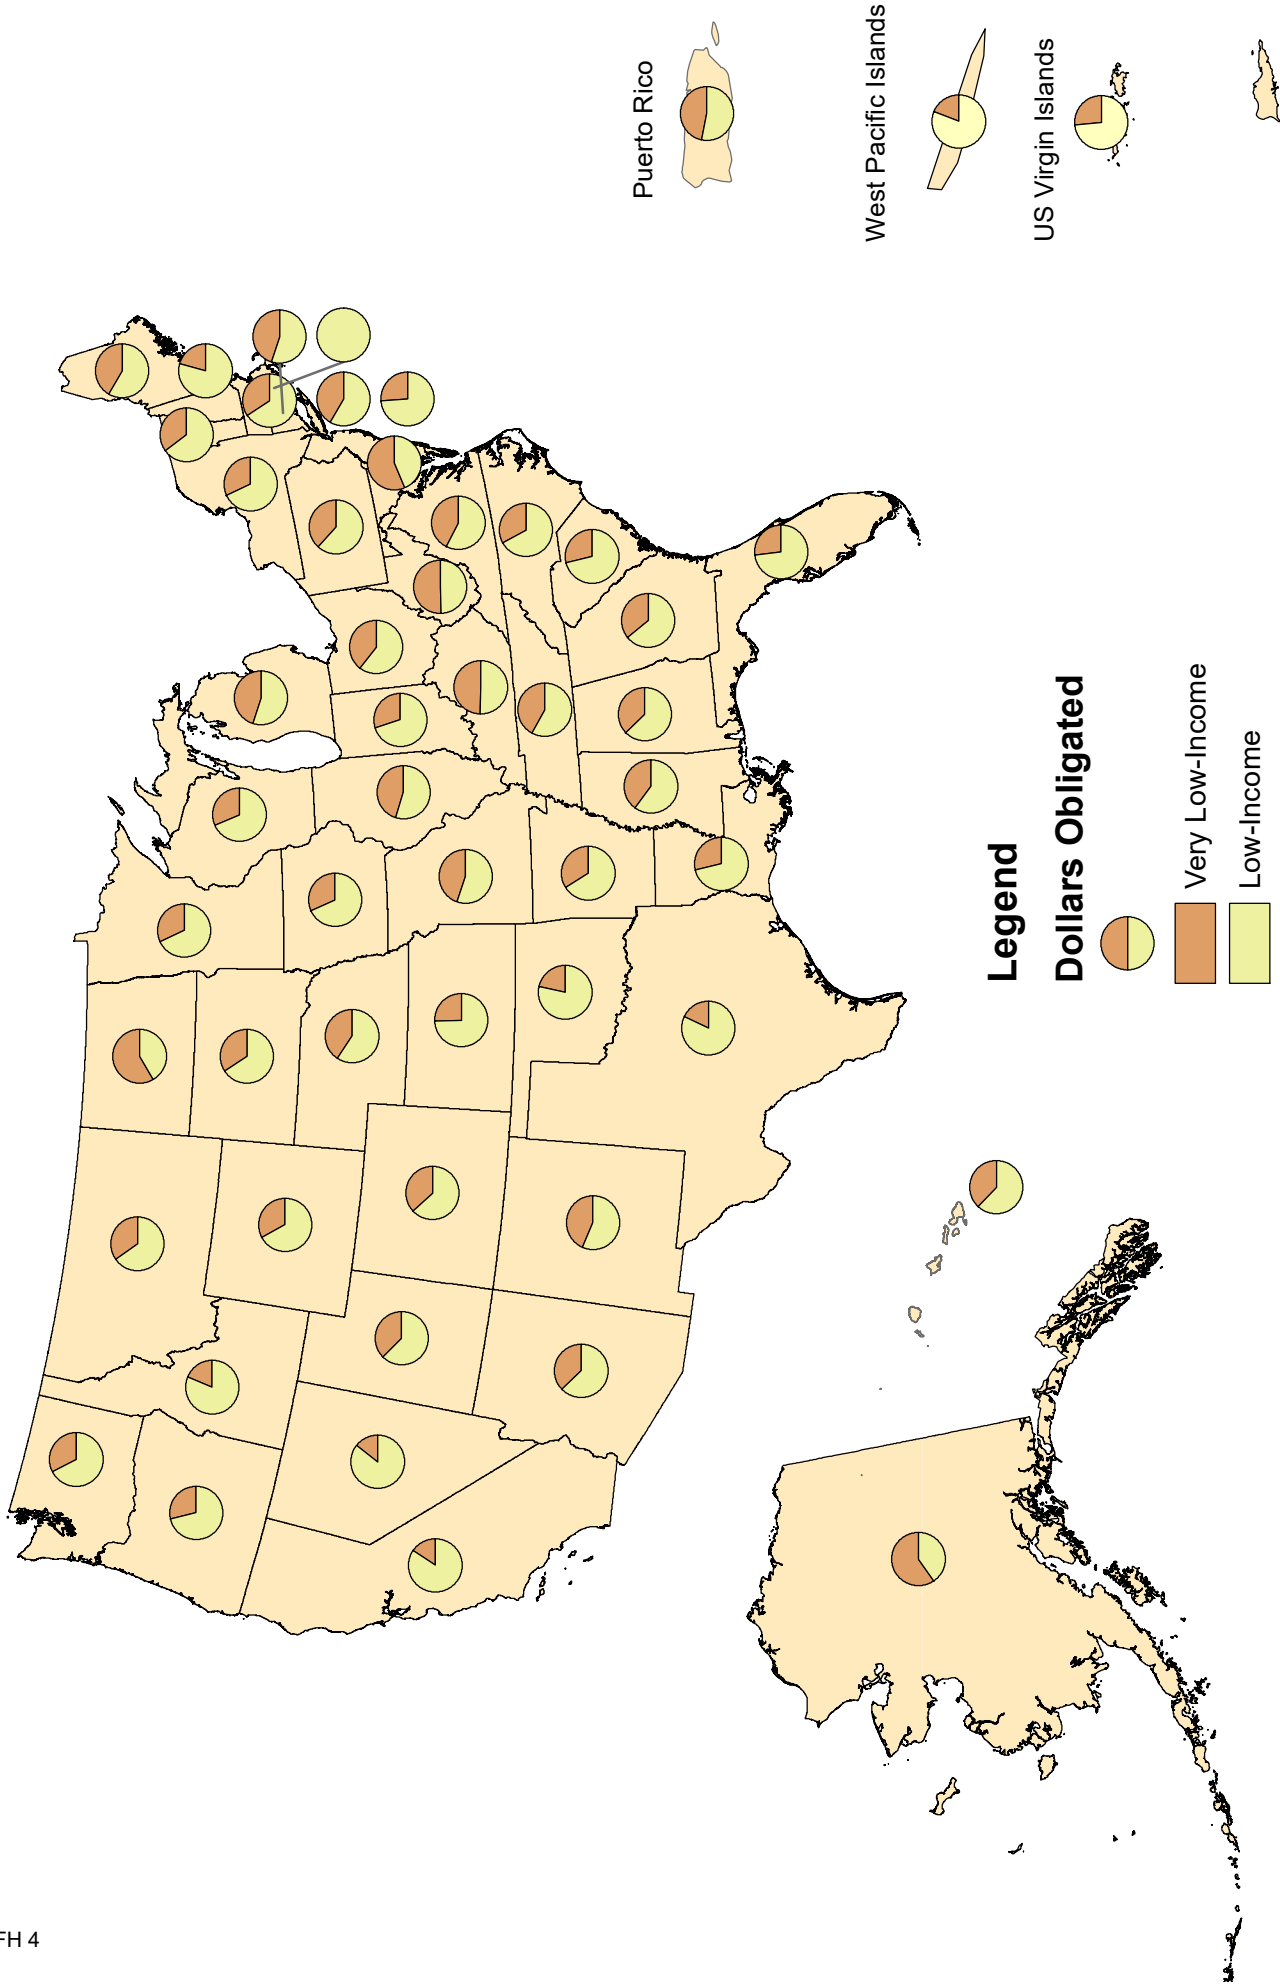 Puerto Rico
West Pacific Islands
US Virgin Islands
Legend
Dollars Obligated
Very Low-Income
Low-Income
FH 4